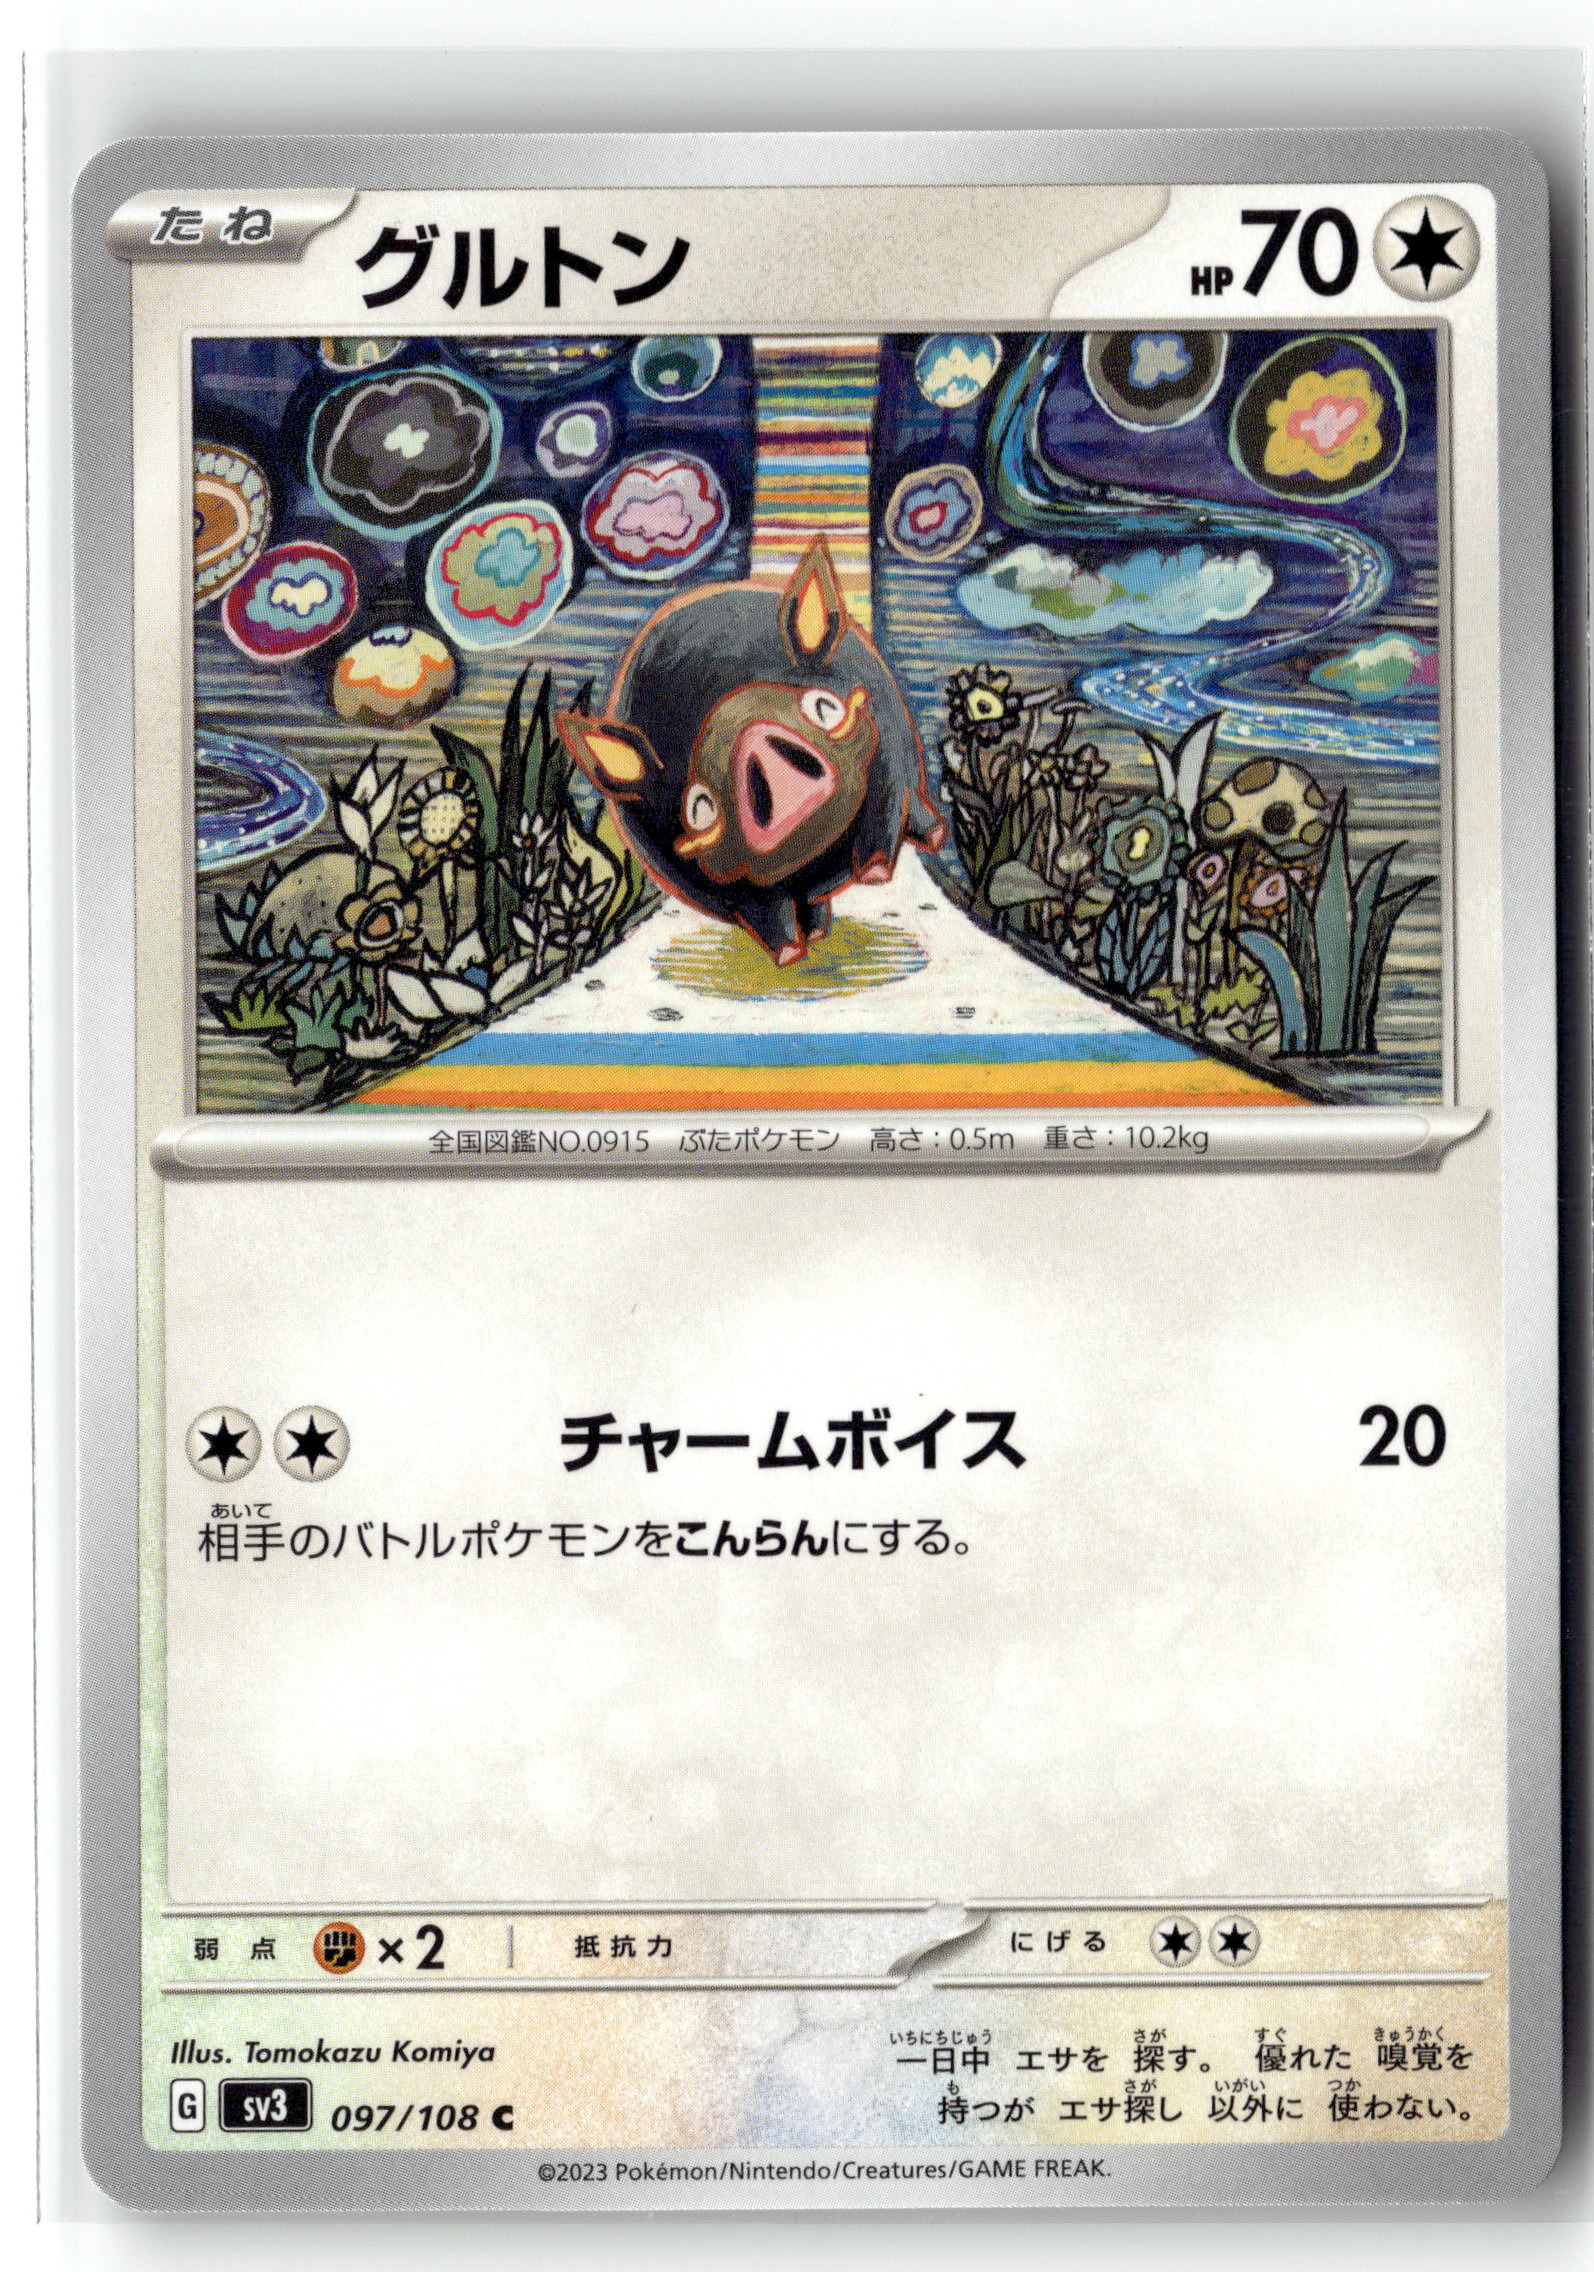 たね
グルトン
HP70
全国図鑑NO.0915 ぶたポケモン 高さ:0.5m 重さ:10.2kg
チャームボイス 20
あいて
相手のバトルポケモンをこんらんにする。
弱点 ×2 抵抗力 にげる
Illus. Tomokazu Komiya
いちにちじゅう さが すぐ きゅうかく
一日中 エサを 探す。 優れた 嗅覚を
も さが いがい つか
持つが エサ探し 以外に 使わない。
G SV3 097/108 C
©2023 Pokémon/Nintendo/Creatures/GAME FREAK.